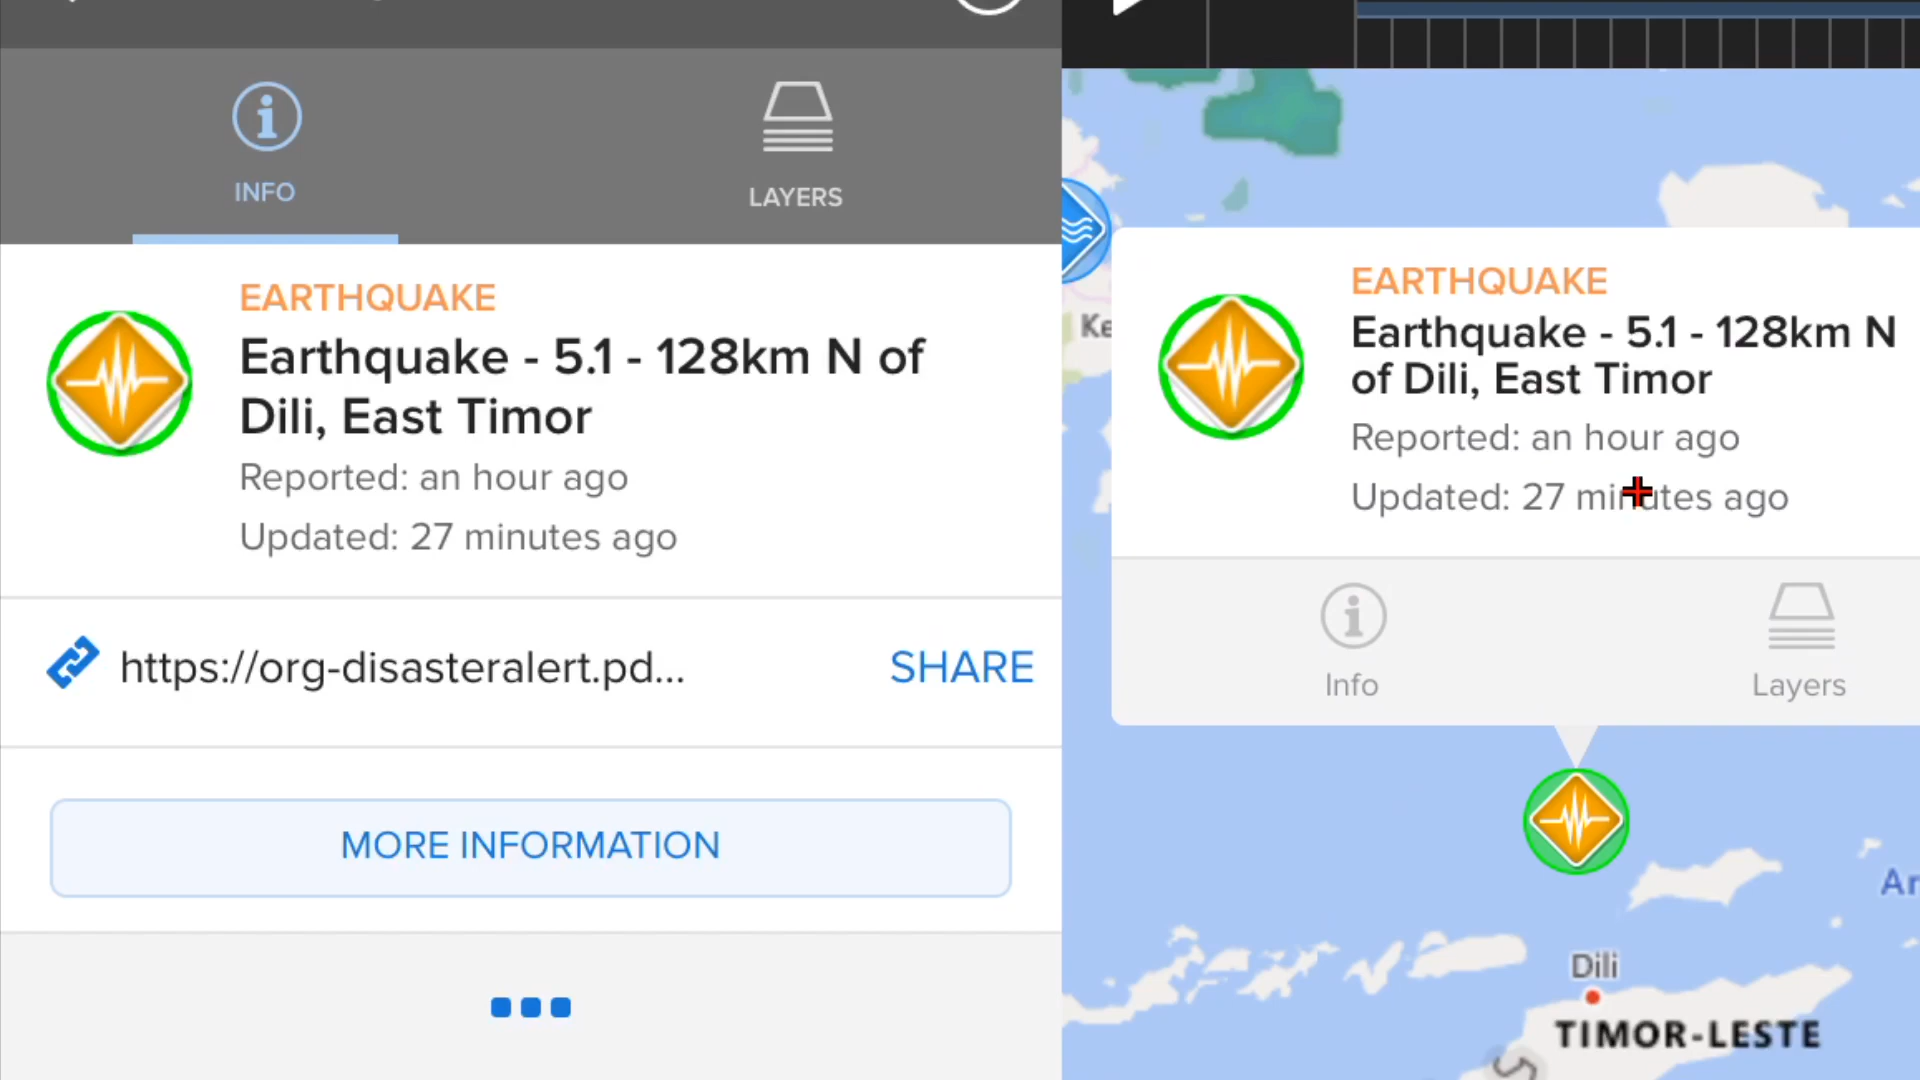 INFO
LAYERS
EARTHQUAKE
Earthquake - 5.1 - 128km N of
Dili, East Timor
Reported: an hour ago
Updated: 27 minutes ago
https://org-disasteralert.pd...
SHARE
MORE INFORMATION
Ke
EARTHQUAKE
Earthquake - 5.1 - 128km N
of Dili, East Timor
Reported: an hour ago
Updated: 27 minutes ago
Info
Layers
Ar
Dili
TIMOR-LESTE